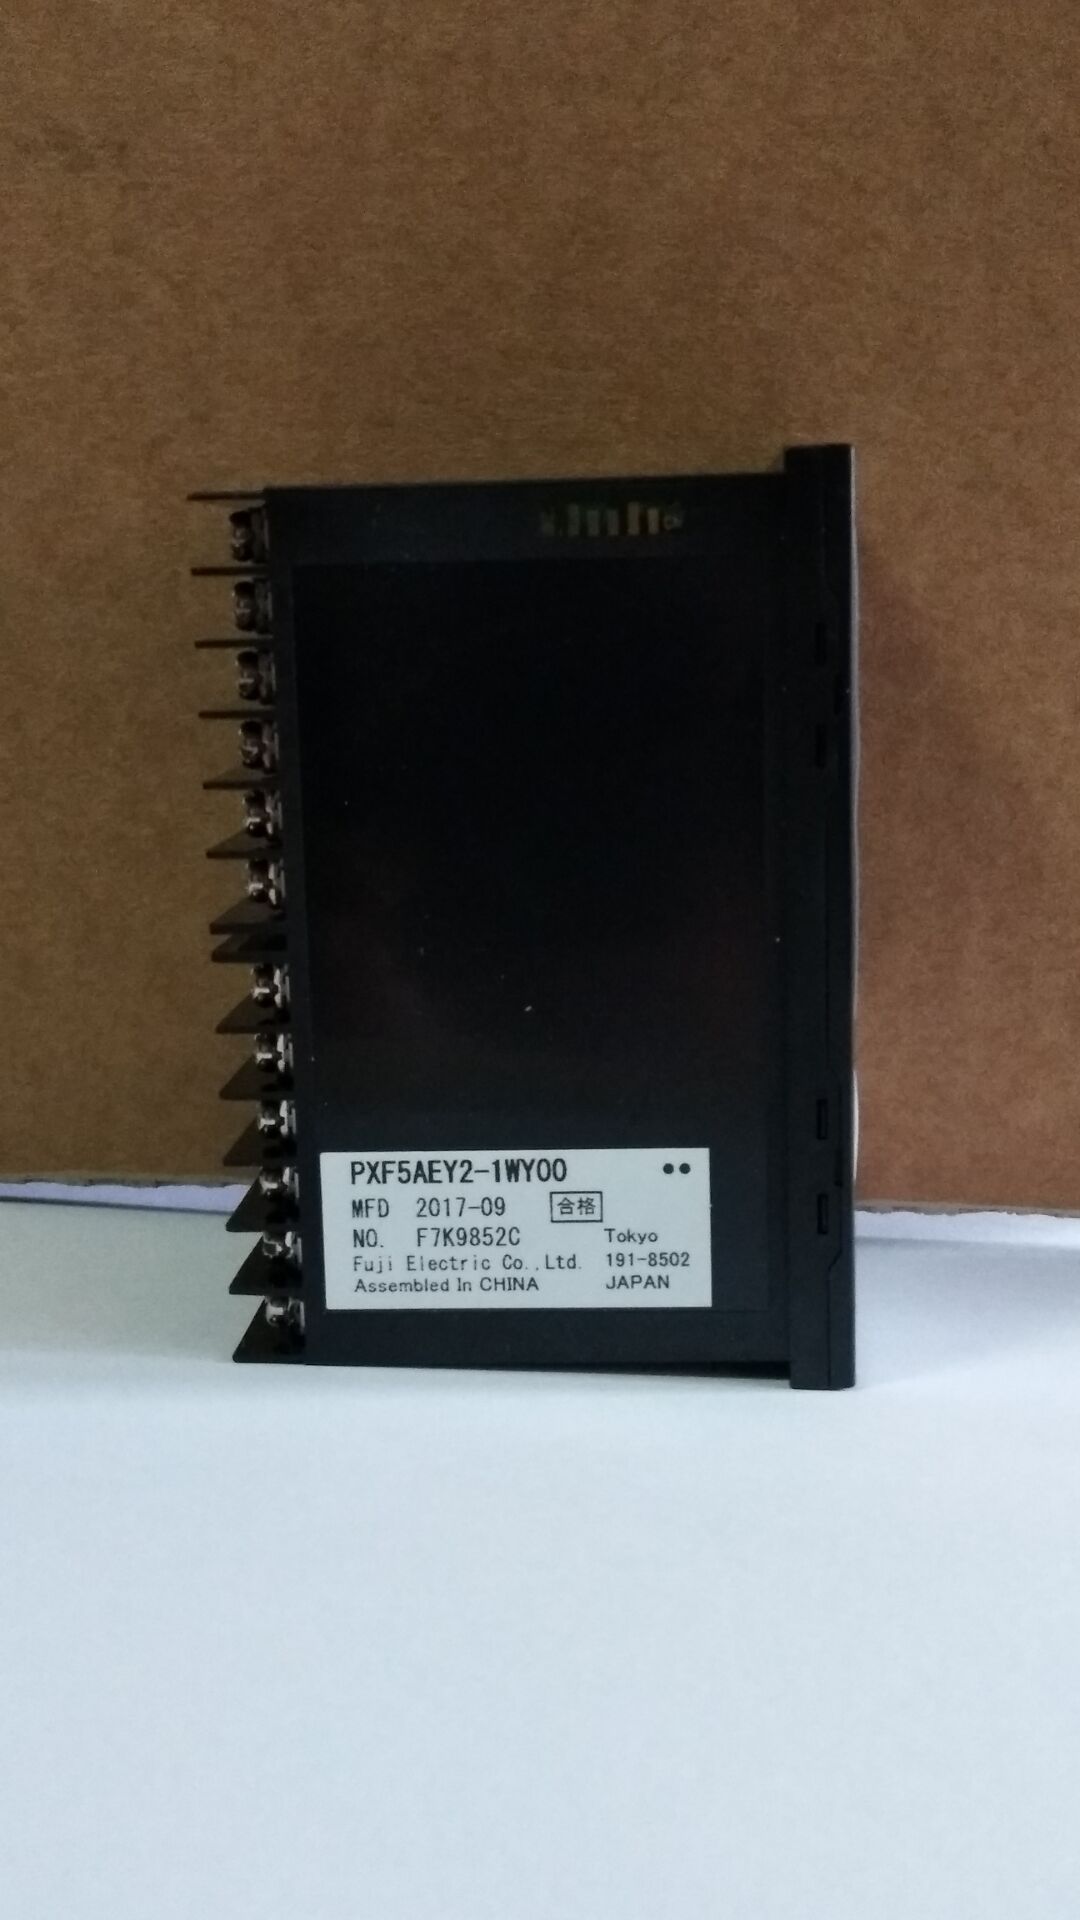 PXF5AEY2-1WY00 ●●
MFD 2017-09 合格
NO. F7K9852C Tokyo
Fuji Electric Co.,Ltd. 191-8502
Assembled In CHINA JAPAN